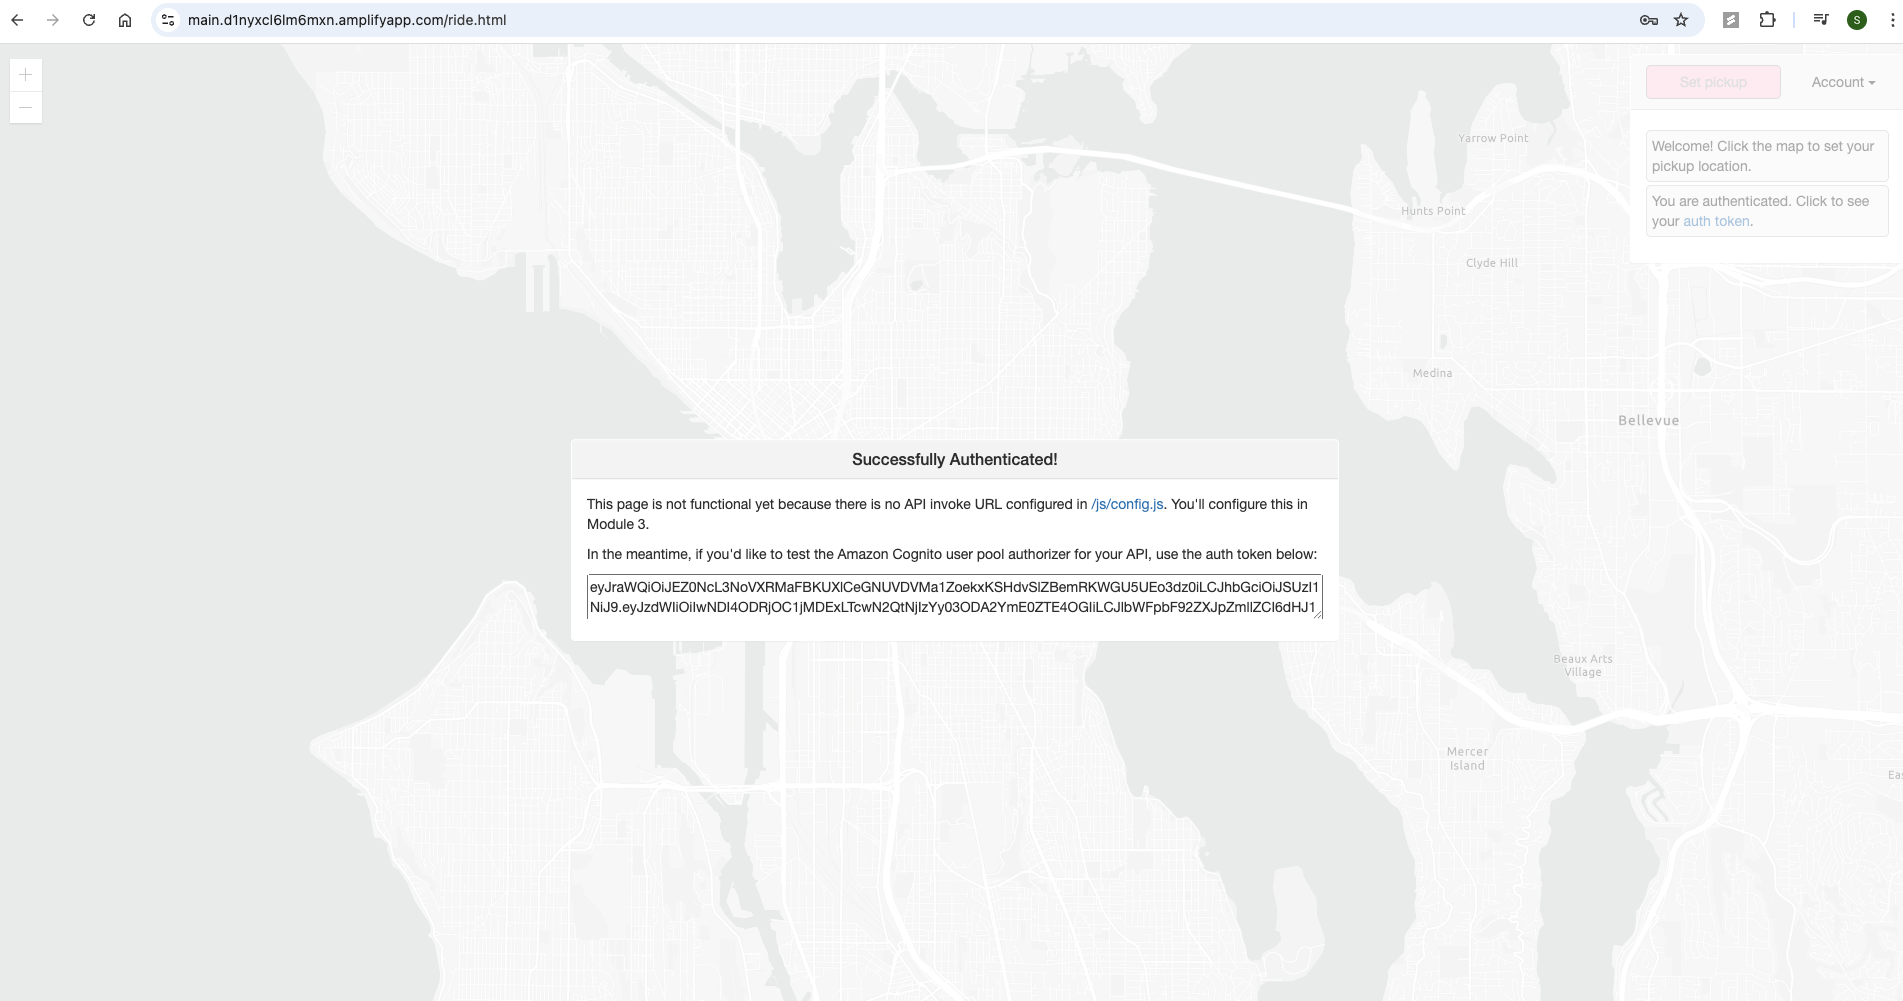 main.d1nyxcl6lm6mxn.amplifyapp.com/ride.html
S
Set pickup
Account
Welcome! Click the map to set your
pickup location.
You are authenticated. Click to see
your auth token.
Yarrow Point
Hunts Point
Clyde Hill
Medina
Bellevue
Successfully Authenticated!
This page is not functional yet because there is no API invoke URL configured in /js/config.js. You'll configure this in
Module 3.
In the meantime, if you'd like to test the Amazon Cognito user pool authorizer for your API, use the auth token below:
Beaux Arts
Village
Mercer
Island